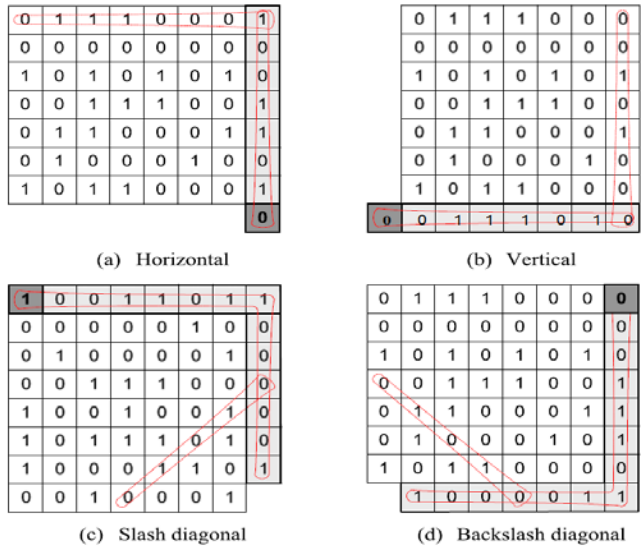 0 1 1 1 0 0 0 1
0 0 0 0 0 0 0 0
1 0 1 0 1 0 1 0
0 0 1 1 1 0 0 1
0 1 1 0 0 0 1 1
0 1 0 0 0 1 0 0
1 0 1 1 0 0 0 1
0
(a) Horizontal
0 1 1 1 0 0 0
0 0 0 0 0 0 0
1 0 1 0 1 0 1
0 0 1 1 1 0 0
0 1 1 0 0 0 1
0 1 0 0 0 1 0
1 0 1 1 0 0 0
0 0 1 1 1 0 1 0
(b) Vertical
1 0 0 1 1 0 1 1
0 0 0 0 0 1 0 0
0 1 0 0 0 0 1 0
0 0 1 1 1 0 0 0
1 0 0 1 0 0 1 0
1 0 1 1 1 0 1 0
1 0 0 0 1 1 0 1
0 0 1 0 0 0 1
(c) Slash diagonal
0 1 1 1 0 0 0 0
0 0 0 0 0 0 0 0
1 0 1 0 1 0 1 0
0 0 1 1 1 0 0 1
0 1 1 0 0 0 1 1
0 1 0 0 0 1 0 1
1 0 1 1 0 0 0 0
1 0 0 0 0 1 1
(d) Backslash diagonal